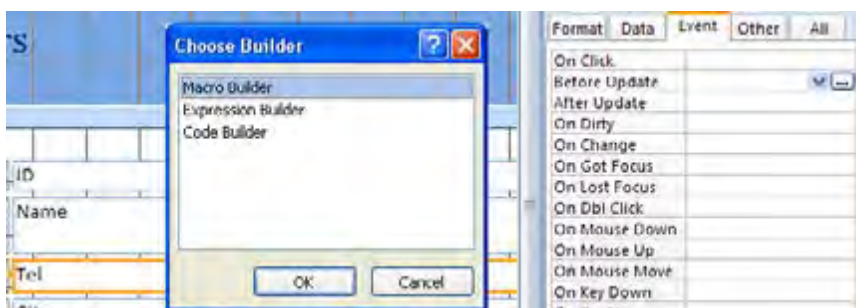 rs
Choose Builder
Macro Builder
Expression Builder
Code Builder
OK
Cancel
ID
Name
Tel
Format Data Event Other All
On Click
Before Update
After Update
On Dirty
On Change
On Got Focus
On Lost Focus
On Dbl Click
On Mouse Down
On Mouse Up
On Mouse Move
On Key Down